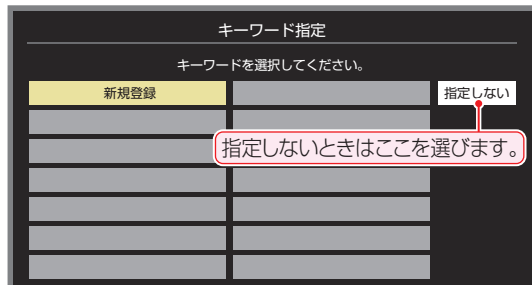 キーワード指定
キーワードを選択してください。
新規登録
指定しない
指定しないときはここを選びます。